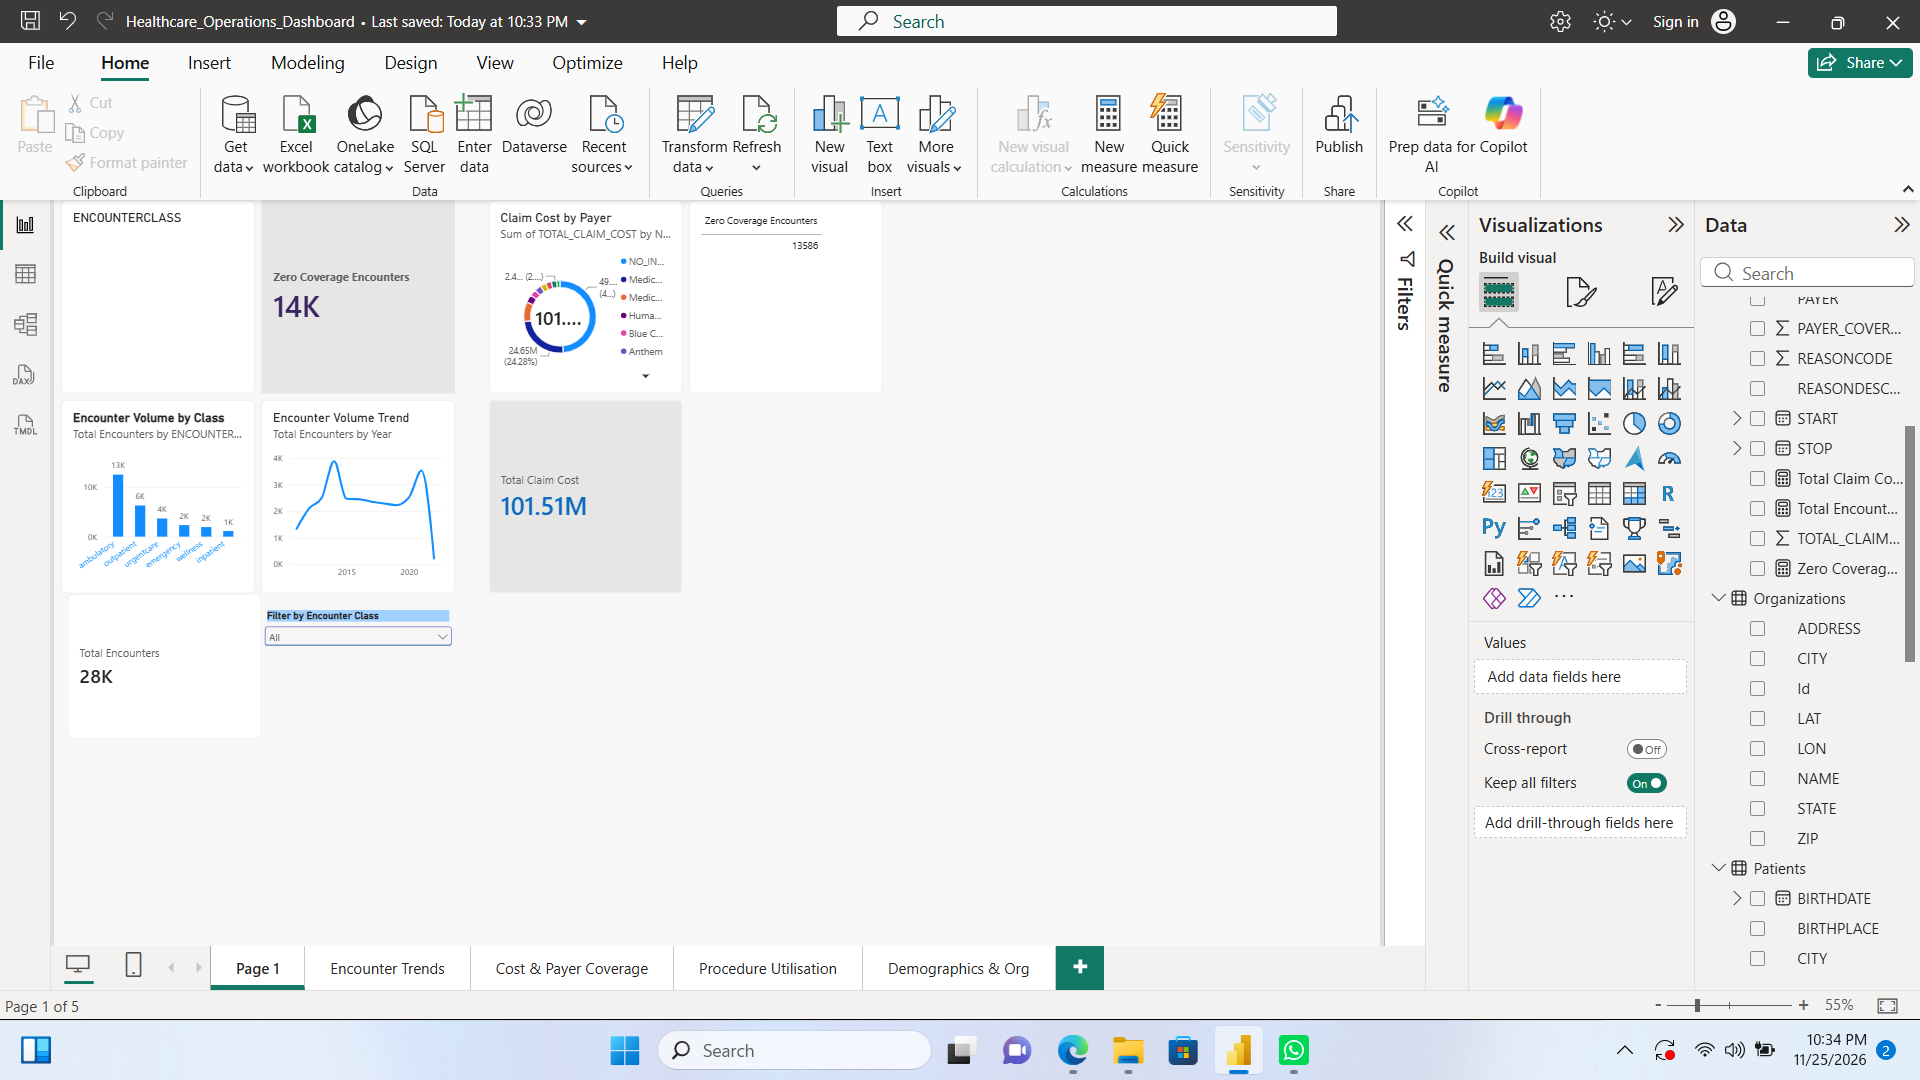 Healthcare_Operations_Dashboard • Last saved: Today at 10:33 PM
Search
Sign in
File
Home
Insert
Modeling
Design
View
Optimize
Help
Share
Paste
Cut
Copy
Format painter
Clipboard
Get data
Excel workbook
OneLake catalog
SQL Server
Enter data
Dataverse
Recent sources
Data
Transform data
Refresh
Queries
New visual
Text box
More visuals
Insert
New visual calculation
New measure
Quick measure
Calculations
Sensitivity
Sensitivity
Publish
Share
Prep data for AI
Copilot
Copilot
DAX
TMDL
ENCOUNTERCLASS
Zero Coverage Encounters
14K
Claim Cost by Payer
Sum of TOTAL_CLAIM_COST by N...
2.4... (2....)
49....
(4...)
101....
24.65M
(24.28%)
NO_IN...
Medic...
Medic...
Huma...
Blue C...
Anthem
Zero Coverage Encounters
13586
Encounter Volume by Class
Total Encounters by ENCOUNTER...
10K
0K
13K
6K
4K
2K
2K
1K
ambulatory
outpatient
urgentcare
emergency
wellness
inpatient
Encounter Volume Trend
Total Encounters by Year
4K
3K
2K
1K
0K
2015
2020
Total Claim Cost
101.51M
Total Encounters
28K
Filter by Encounter Class
All
Filters
Quick measure
Visualizations
Build visual
123
R
Py
Values
Add data fields here
Drill through
Cross-report
Off
Keep all filters
On
Add drill-through fields here
Data
Search
PAYER
PAYER_COVER...
REASONCODE
REASONDESC...
START
STOP
Total Claim Co...
Total Encount...
TOTAL_CLAIM...
Zero Coverag...
Organizations
ADDRESS
CITY
Id
LAT
LON
NAME
STATE
ZIP
Patients
BIRTHDATE
BIRTHPLACE
CITY
Page 1
Encounter Trends
Cost & Payer Coverage
Procedure Utilisation
Demographics & Org
+
Page 1 of 5
- + 55%
Search
10:34 PM
11/25/2026
2